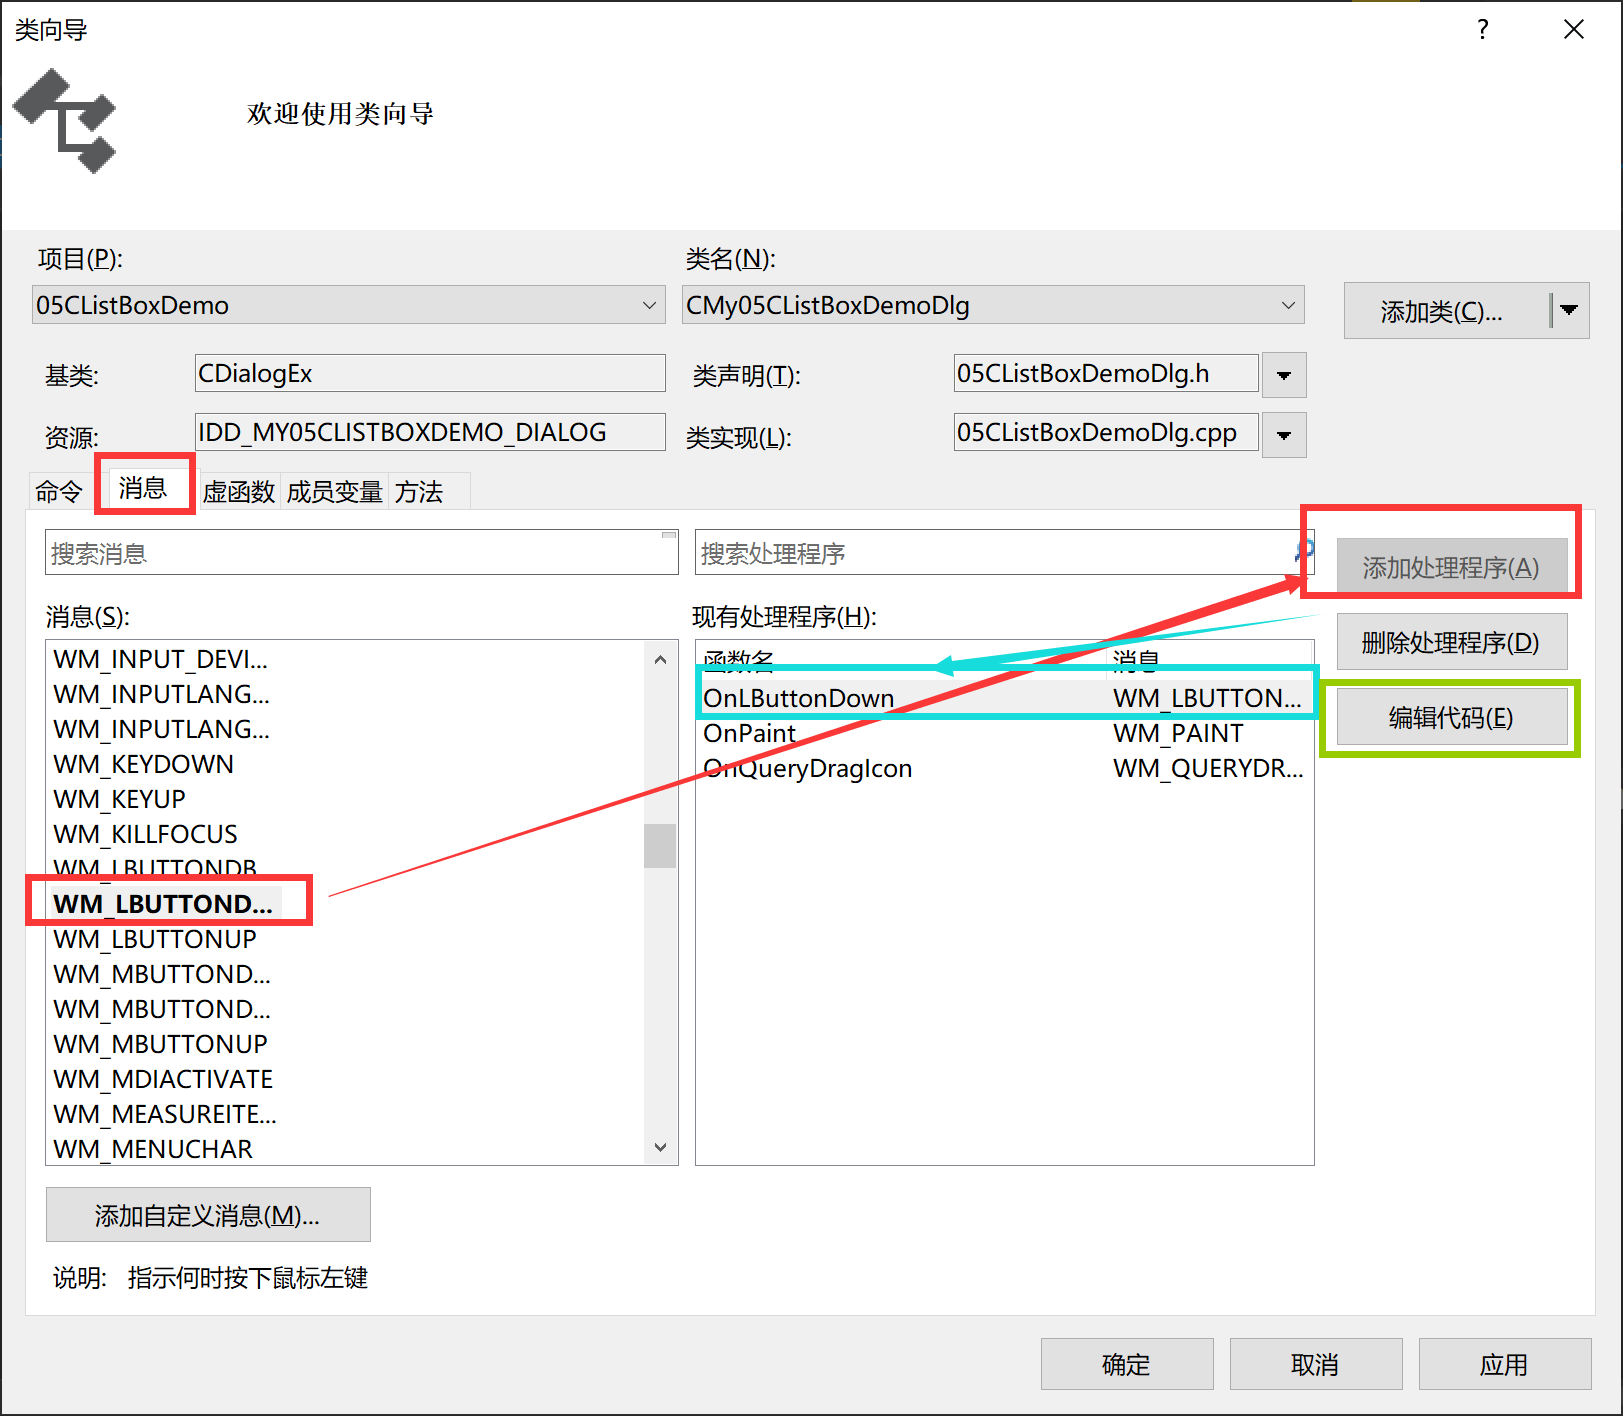 类向导
?
欢迎使用类向导
项目(P):
类名(N):
05CListBoxDemo
CMy05CListBoxDemoDlg
添加类(C)...
基类:
CDialogEx
类声明(T):
05CListBoxDemoDlg.h
资源:
IDD_MY05CLISTBOXDEMO_DIALOG
类实现(L):
05CListBoxDemoDlg.cpp
命令
消息
虚函数
成员变量
方法
搜索消息
搜索处理程序
添加处理程序(A)
消息(S):
现有处理程序(H):
删除处理程序(D)
编辑代码(E)
WM_INPUT_DEVI...
WM_INPUTLANG...
WM_INPUTLANG...
WM_KEYDOWN
WM_KEYUP
WM_KILLFOCUS
WM_LBUTTONDB
WM_LBUTTOND...
WM_LBUTTONUP
WM_MBUTTOND...
WM_MBUTTOND...
WM_MBUTTONUP
WM_MDIACTIVATE
WM_MEASUREITE...
WM_MENUCHAR
函数名 消息
OnLButtonDown WM_LBUTTON...
OnPaint WM_PAINT
OnQueryDragIcon WM_QUERYDR...
添加自定义消息(M)...
说明: 指示何时按下鼠标左键
确定
取消
应用